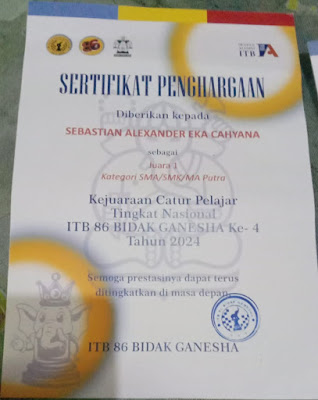 ITB
SERTIFIKAT PENGHARGAAN
Diberikan kepada
SEBASTIAN ALEXANDER EKA CAHYANA
sebagai
Juara 1
Kategori SMA/SMK/MA Putra
Kejuaraan Catur Pelajar
Tingkat Nasional
ITB 86 BIDAK GANESHA Ke- 4
Tahun 2024
Semoga prestasinya dapat terus
ditingkatkan di masa depan
ITB 86 BIDAK GANESHA